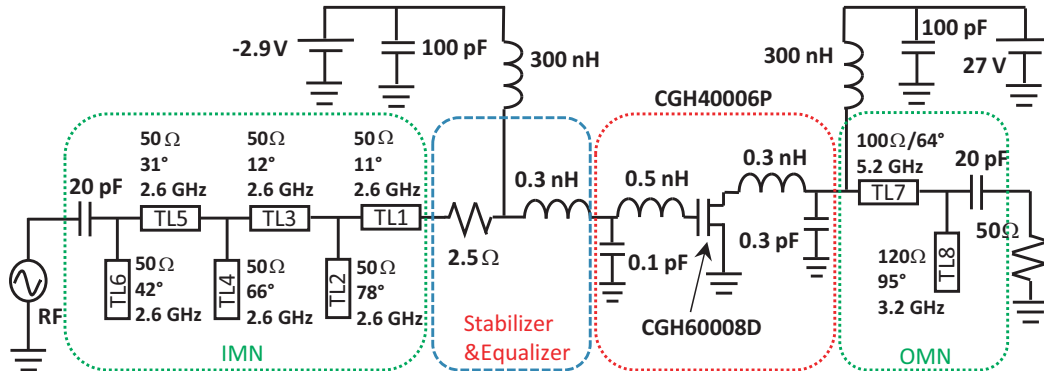 -2.9 V
100 pF
300 nH
300 nH
100 pF
27 V
CGH40006P
50Ω
31°
2.6 GHz
50Ω
12°
2.6 GHz
50Ω
11°
2.6 GHz
100Ω/64°
5.2 GHz
20 pF
20 pF
TL5
TL3
TL1
0.3 nH
0.5 nH
0.3 nH
TL7
2.5Ω
0.1 pF
0.3 pF
50Ω
RF
TL6
50Ω
42°
2.6 GHz
TL4
50Ω
66°
2.6 GHz
TL2
50Ω
78°
2.6 GHz
120Ω
95°
3.2 GHz
TL8
IMN
Stabilizer
&Equalizer
CGH60008D
OMN